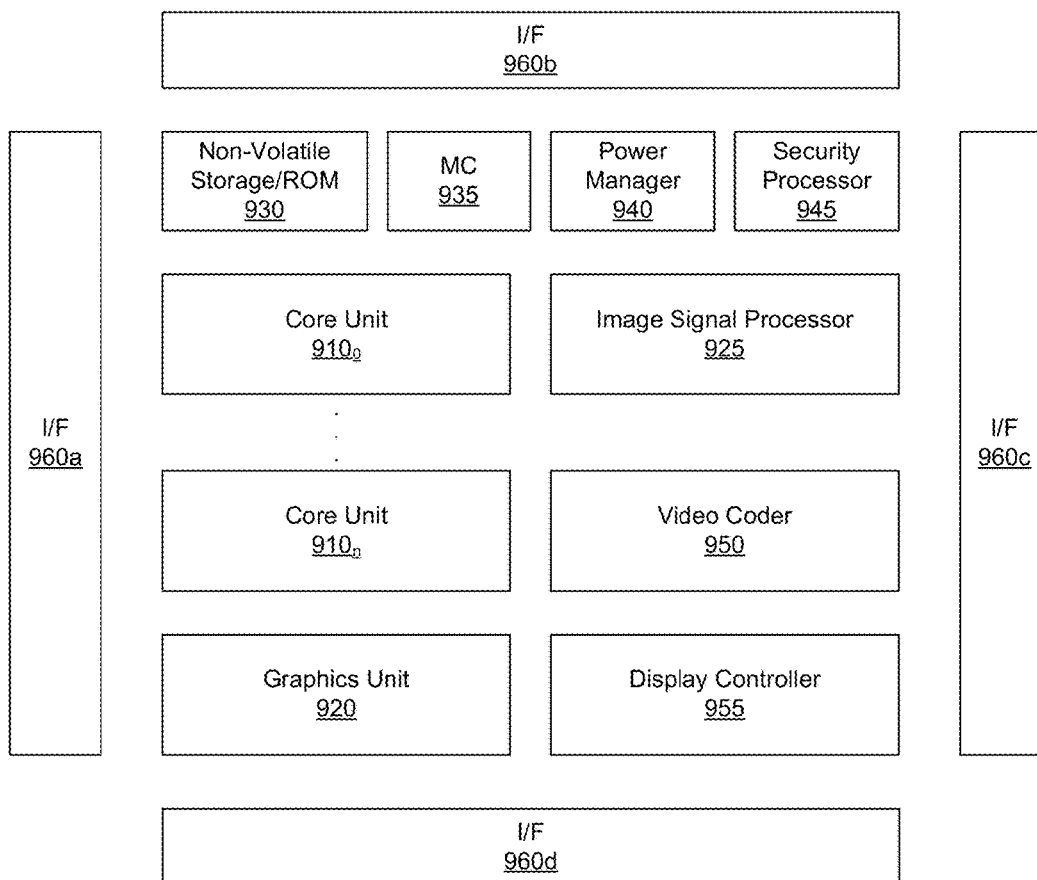 I/F
960b
Non-Volatile
Storage/ROM
930
MC
935
Power
Manager
940
Security
Processor
945
Core Unit
910₀
Image Signal Processor
925
I/F
960a
I/F
960c
Core Unit
910ₙ
Video Coder
950
Graphics Unit
920
Display Controller
955
I/F
960d